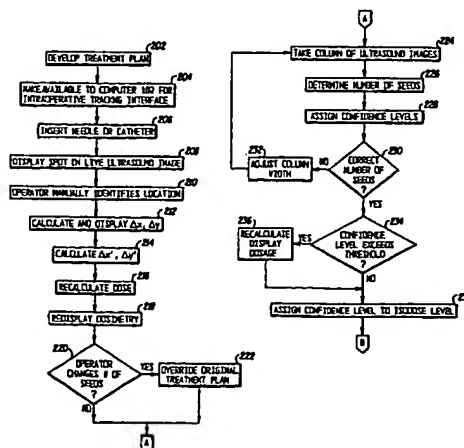 DEVELOP TREATMENT PLAN
202
MAKE AVAILABLE TO COMPUTER 102 FOR
INTRAOPERATIVE TRACKING INTERFACE
204
INSERT NEEDLE OR CATHETER
206
DISPLAY SPOT ON LIVE ULTRASOUND IMAGE
208
OPERATOR MANUALLY IDENTIFIES LOCATION
210
CALCULATE AND DISPLAY Δx, Δy
212
CALCULATE Δx', Δy'
214
RECALCULATE DOSE
216
REDISPLAY DOSIMETRY
218
220
OPERATOR
CHANGES # OF
SEEDS
?
YES
NO
OVERRIDE ORIGINAL
TREATMENT PLAN
222
A
A
TAKE COLUMN OF ULTRASOUND IMAGES
224
DETERMINE NUMBER OF SEEDS
226
ASSIGN CONFIDENCE LEVELS
228
CORRECT
NUMBER OF
SEEDS
?
230
NO
YES
232
ADJUST COLUMN
WIDTH
CONFIDENCE
LEVEL EXCEEDS
THRESHOLD
?
234
YES
NO
236
RECALCULATE
DISPLAY
DOSAGE
ASSIGN CONFIDENCE LEVEL TO ISODOSE LEVEL
B